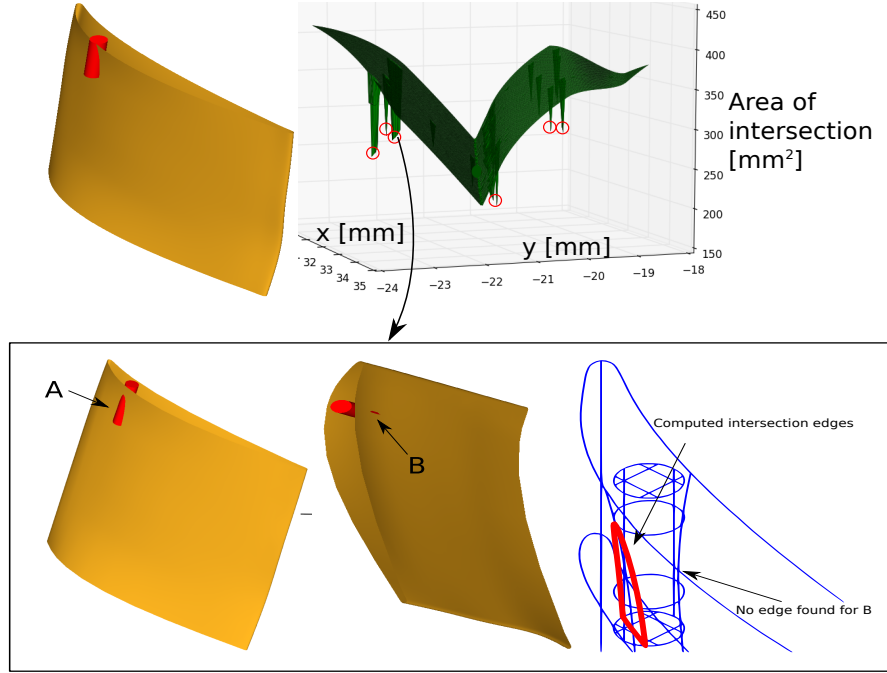 450
400
350
300
250
200
150
Area of
intersection
[mm²]
x [mm]
y [mm]
32
33
34
35
−24
−23
−22
−21
−20
−19
−18
A
B
Computed intersection edges
No edge found for B